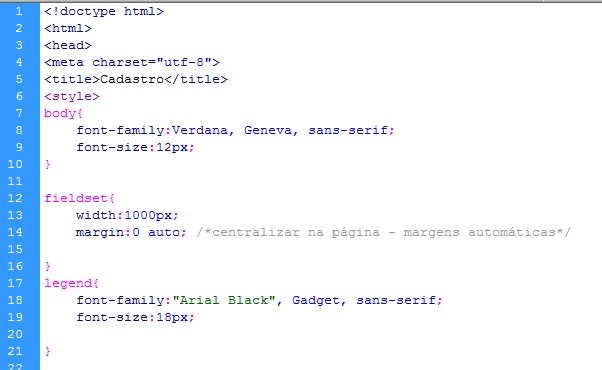 1 <!doctype html>
2 <html>
3 <head>
4 <meta charset="utf-8">
5 <title>Cadastro</title>
6 <style>
7 body{
8 font-family:Verdana, Geneva, sans-serif;
9 font-size:12px;
10 }
11
12 fieldset{
13 width:1000px;
14 margin:0 auto; /*centralizar na página - margens automáticas*/
15
16 }
17 legend{
18 font-family:"Arial Black", Gadget, sans-serif;
19 font-size:18px;
20
21 }
22